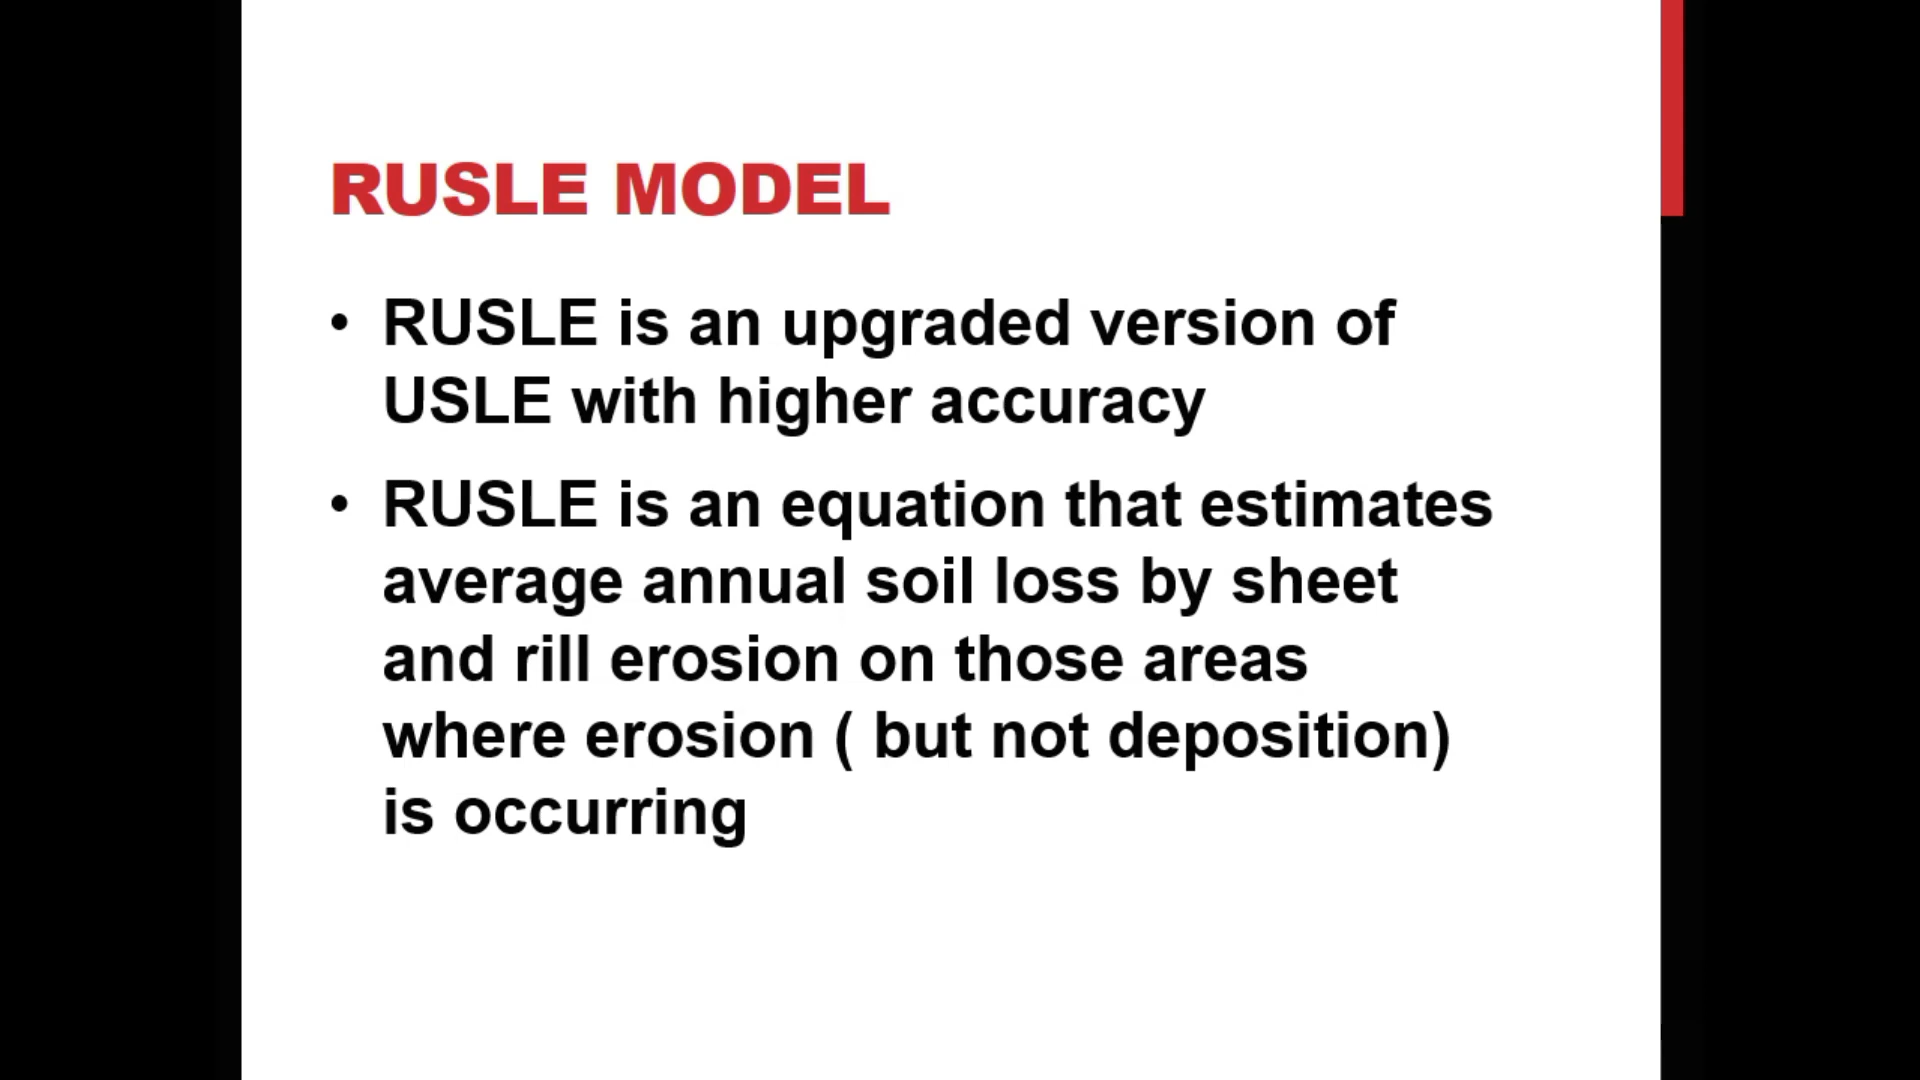 RUSLE MODEL
• RUSLE is an upgraded version of
USLE with higher accuracy
• RUSLE is an equation that estimates
average annual soil loss by sheet
and rill erosion on those areas
where erosion ( but not deposition)
is occurring